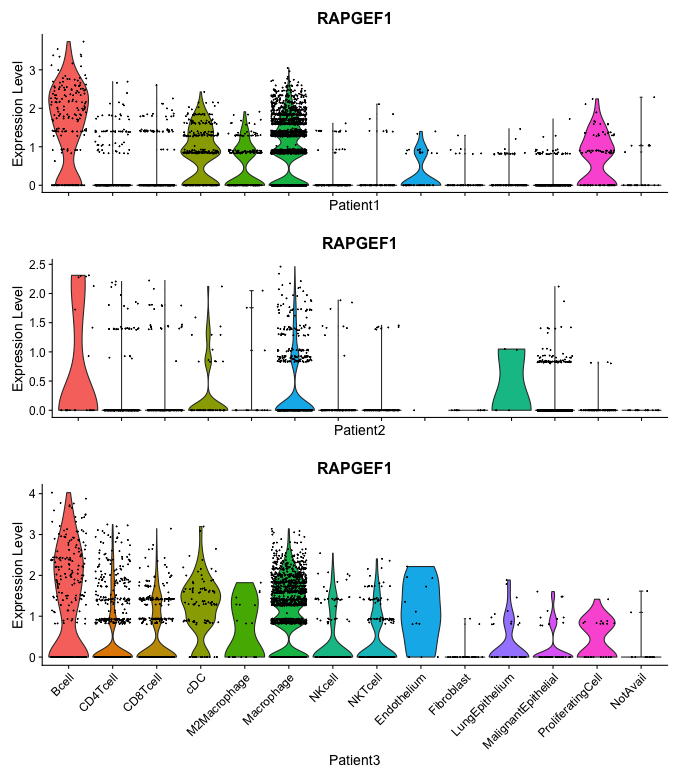 RAPGEF1
Expression Level
3
2
1
0
Patient1
RAPGEF1
Expression Level
2.5
2.0
1.5
1.0
0.5
0.0
Patient2
RAPGEF1
Expression Level
4
3
2
1
0
Bcell
CD4Tcell
CD8Tcell
cDC
M2Macrophage
Macrophage
NKcell
NKTcell
Endothelium
Fibroblast
LungEpithelium
MalignantEpithelial
ProliferatingCell
NotAvail
Patient3